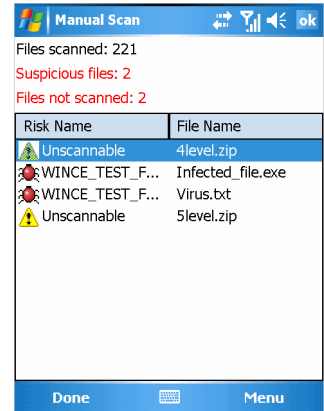 Manual Scan ok
Files scanned: 221
Suspicious files: 2
Files not scanned: 2
Risk Name File Name
Unscannable 4level.zip
WINCE_TEST_F... Infected_file.exe
WINCE_TEST_F... Virus.txt
Unscannable 5level.zip
Done Menu